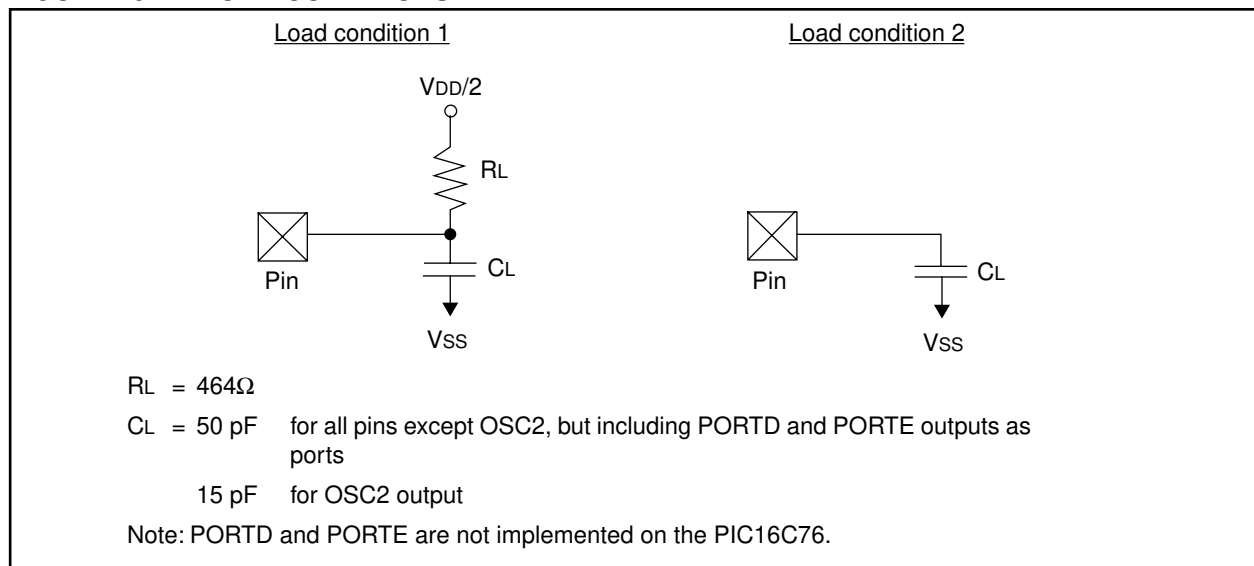 Load condition 1
Load condition 2
VDD/2
RL
Pin
CL
VSS
Pin
CL
VSS
RL = 464Ω
CL = 50 pF for all pins except OSC2, but including PORTD and PORTE outputs as
ports
15 pF for OSC2 output
Note: PORTD and PORTE are not implemented on the PIC16C76.